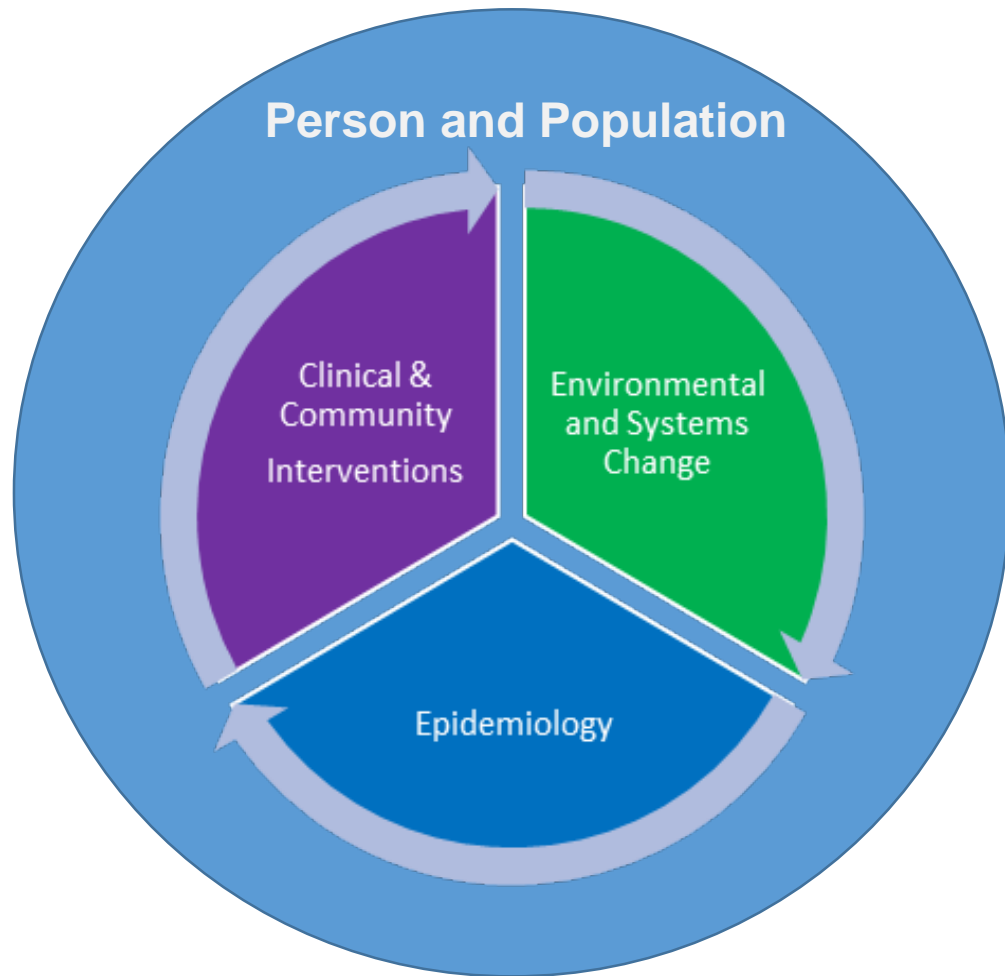 Person and Population
Clinical &
Community
Interventions
Environmental
and Systems
Change
Epidemiology